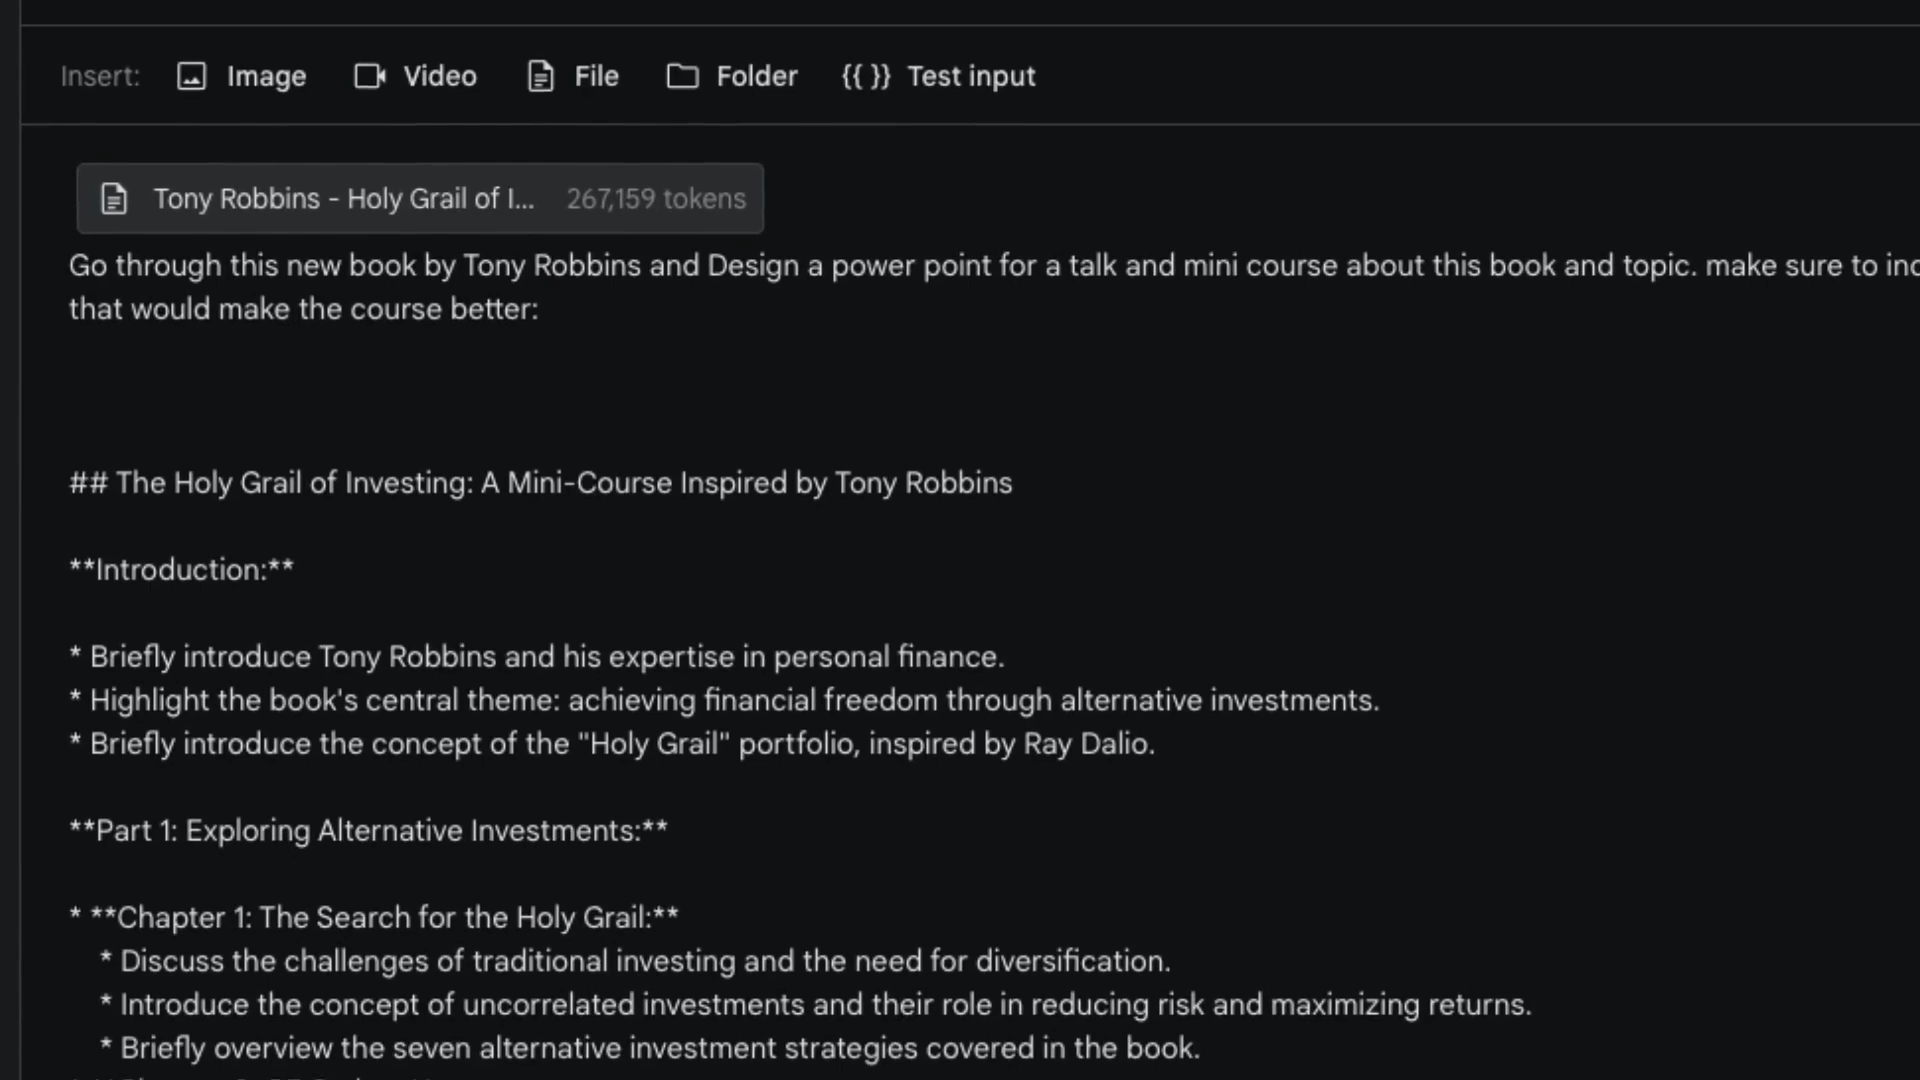 Insert: Image Video File Folder {{ }} Test input
Tony Robbins - Holy Grail of I... 267,159 tokens
Go through this new book by Tony Robbins and Design a power point for a talk and mini course about this book and topic. make sure to
that would make the course better:
## The Holy Grail of Investing: A Mini-Course Inspired by Tony Robbins
**Introduction:**
* Briefly introduce Tony Robbins and his expertise in personal finance.
* Highlight the book's central theme: achieving financial freedom through alternative investments.
* Briefly introduce the concept of the "Holy Grail" portfolio, inspired by Ray Dalio.
**Part 1: Exploring Alternative Investments:**
* **Chapter 1: The Search for the Holy Grail:**
* Discuss the challenges of traditional investing and the need for diversification.
* Introduce the concept of uncorrelated investments and their role in reducing risk and maximizing returns.
* Briefly overview the seven alternative investment strategies covered in the book.